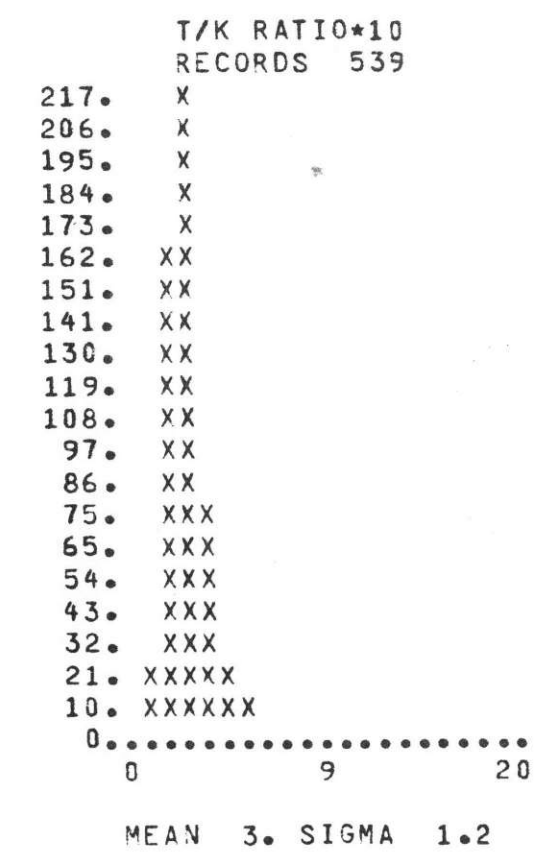 T/K RATIO*10
RECORDS 539
217. X
206. X
195. X
184. X
173. X
162. XX
151. XX
141. XX
130. XX
119. XX
108. XX
97. XX
86. XX
75. XXX
65. XXX
54. XXX
43. XXX
32. XXX
21. XXXXX
10. XXXXXX
0......................
0 9 20
MEAN 3. SIGMA 1.2